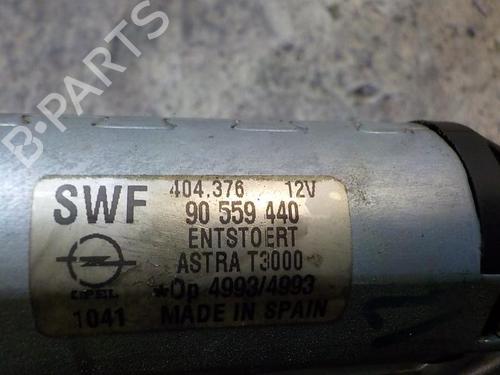 B-PARTS
SWF 404.376 12V
90 559 440
ENTSTOERT
ASTRA T3000
OPEL *Op 4993/4993
1041 MADE IN SPAIN